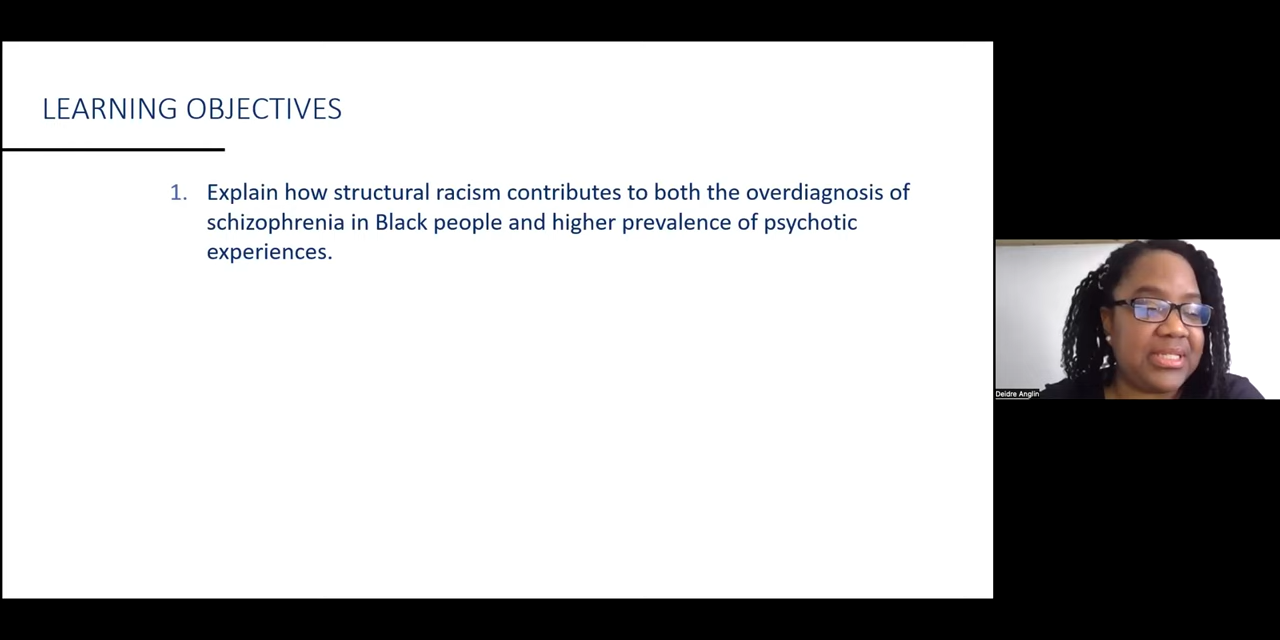 LEARNING OBJECTIVES
1. Explain how structural racism contributes to both the overdiagnosis of
schizophrenia in Black people and higher prevalence of psychotic
experiences.
Deidre Anglin